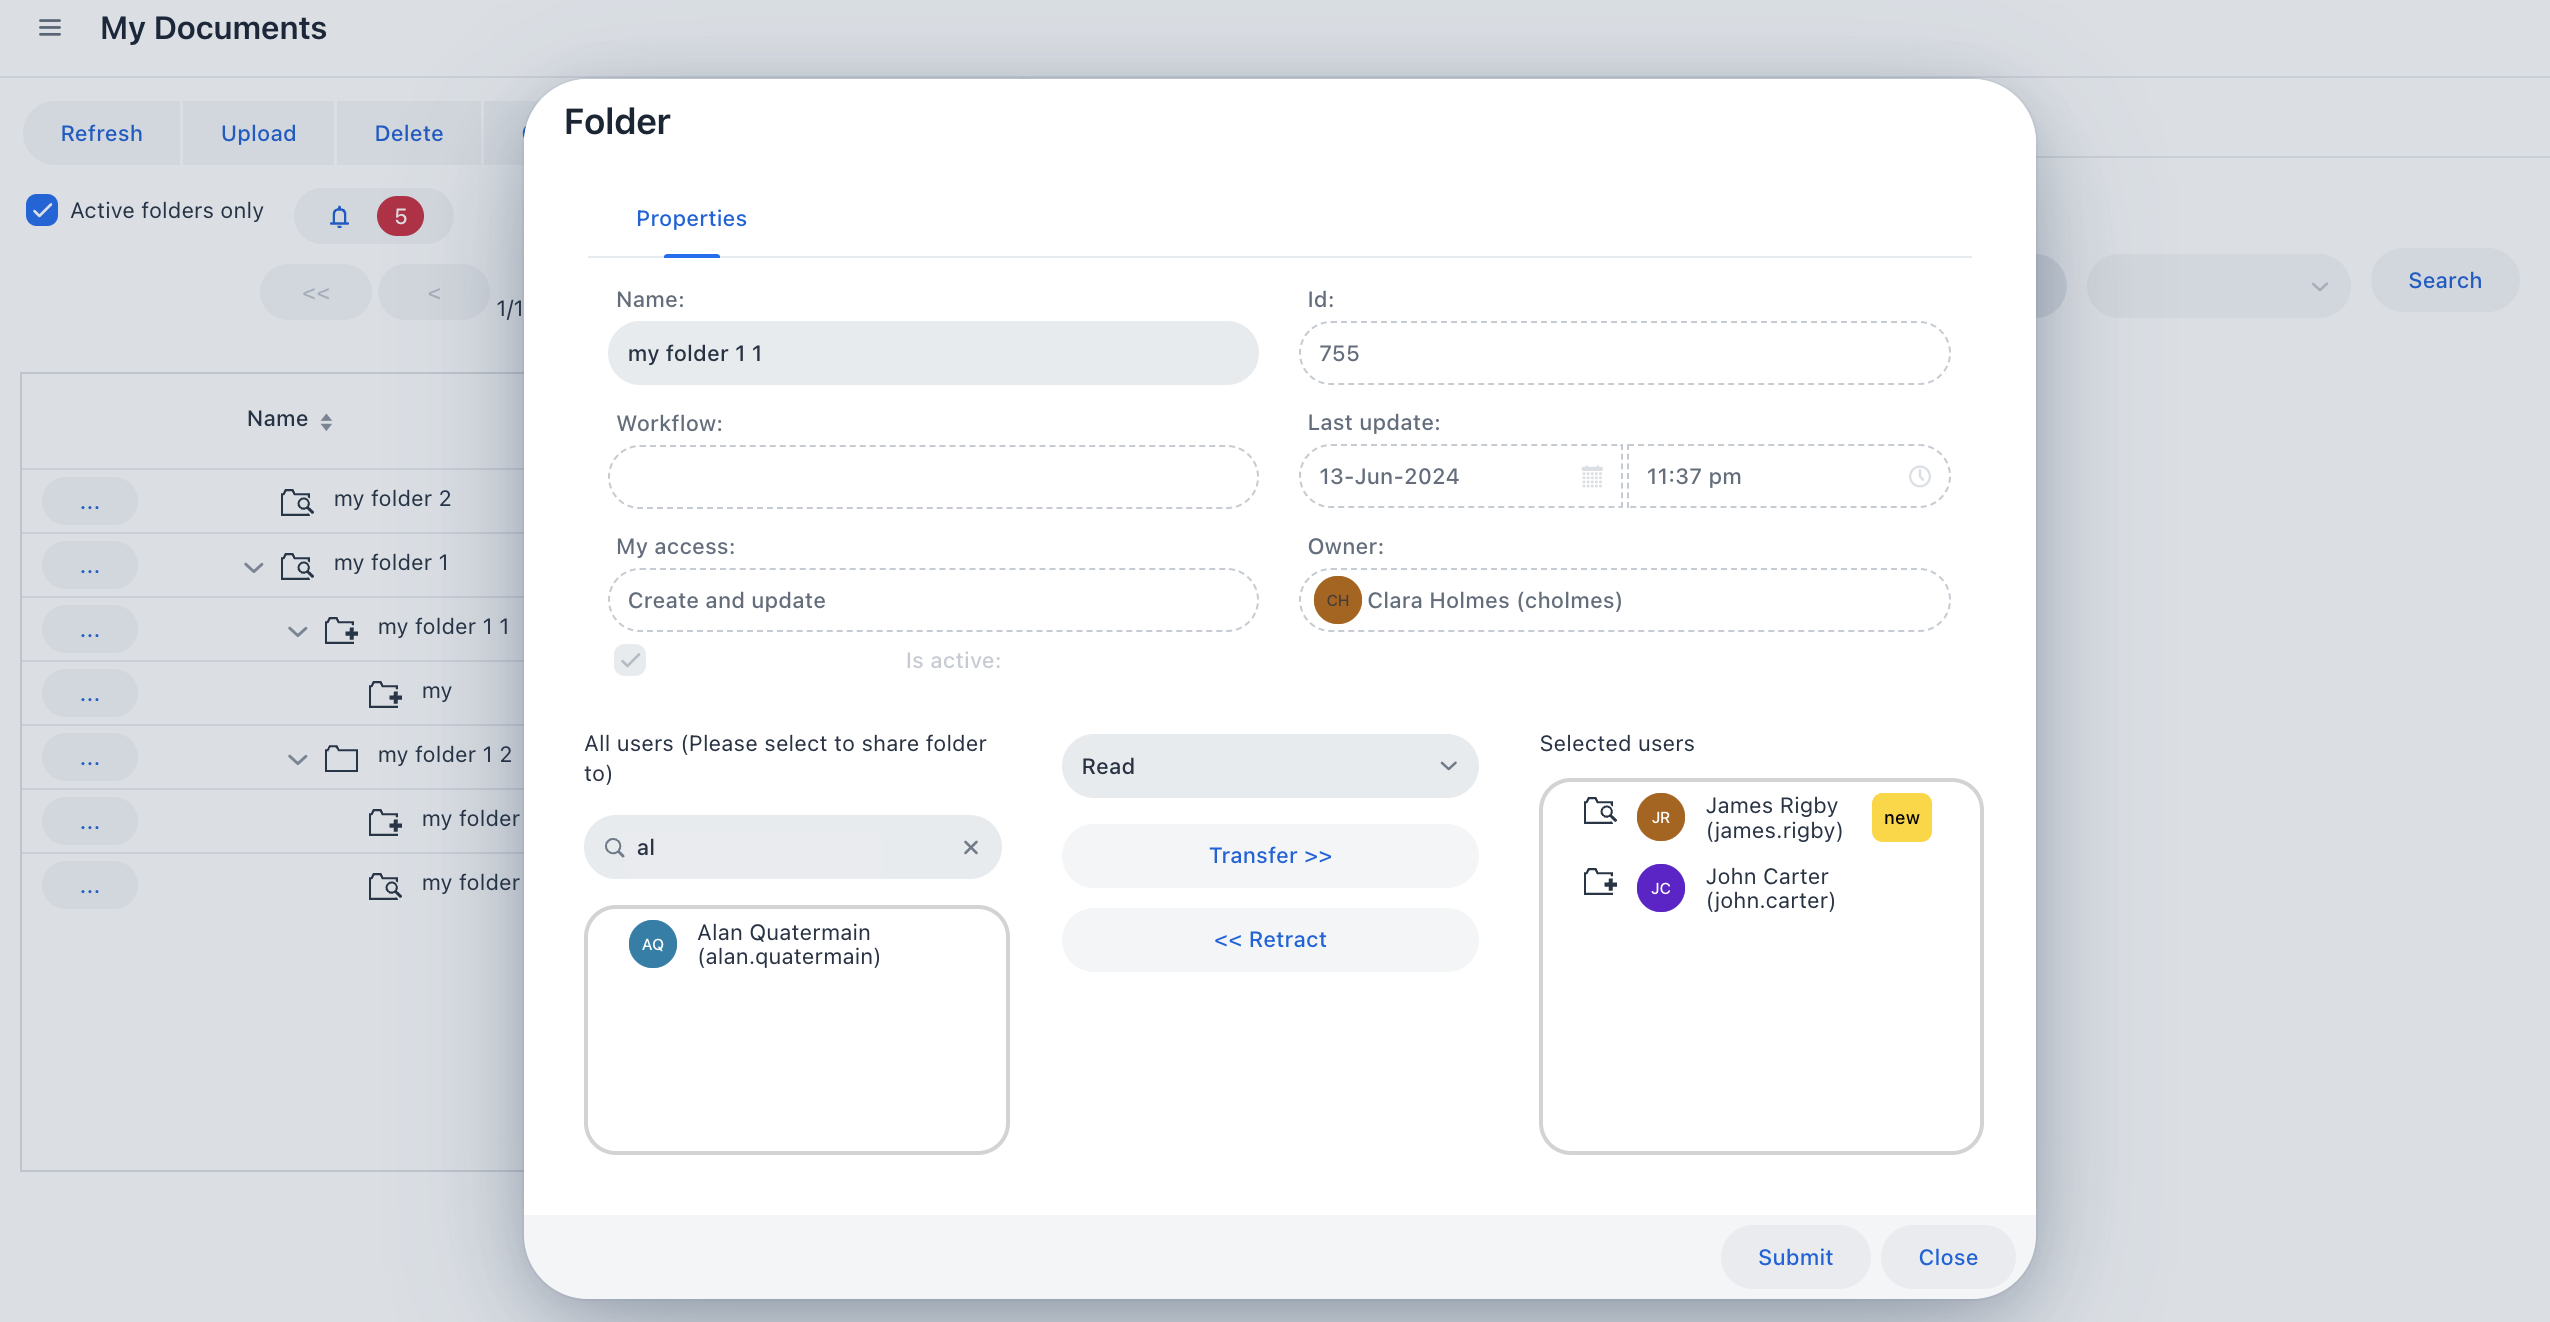 My Documents
Refresh
Upload
Delete
Active folders only
5
<<
<
1/1
Search
Name
...
my folder 2
...
my folder 1
...
my folder 1 1
...
my
...
my folder 1 2
...
my folder
...
my folder
Folder
Properties
Name:
my folder 1 1
Id:
755
Workflow:
Last update:
13-Jun-2024
11:37 pm
My access:
Create and update
Owner:
CH
Clara Holmes (cholmes)
Is active:
All users (Please select to share folder
to)
al
AQ
Alan Quatermain
(alan.quatermain)
Read
Transfer >>
<< Retract
Selected users
JR
James Rigby
(james.rigby)
new
JC
John Carter
(john.carter)
Submit
Close